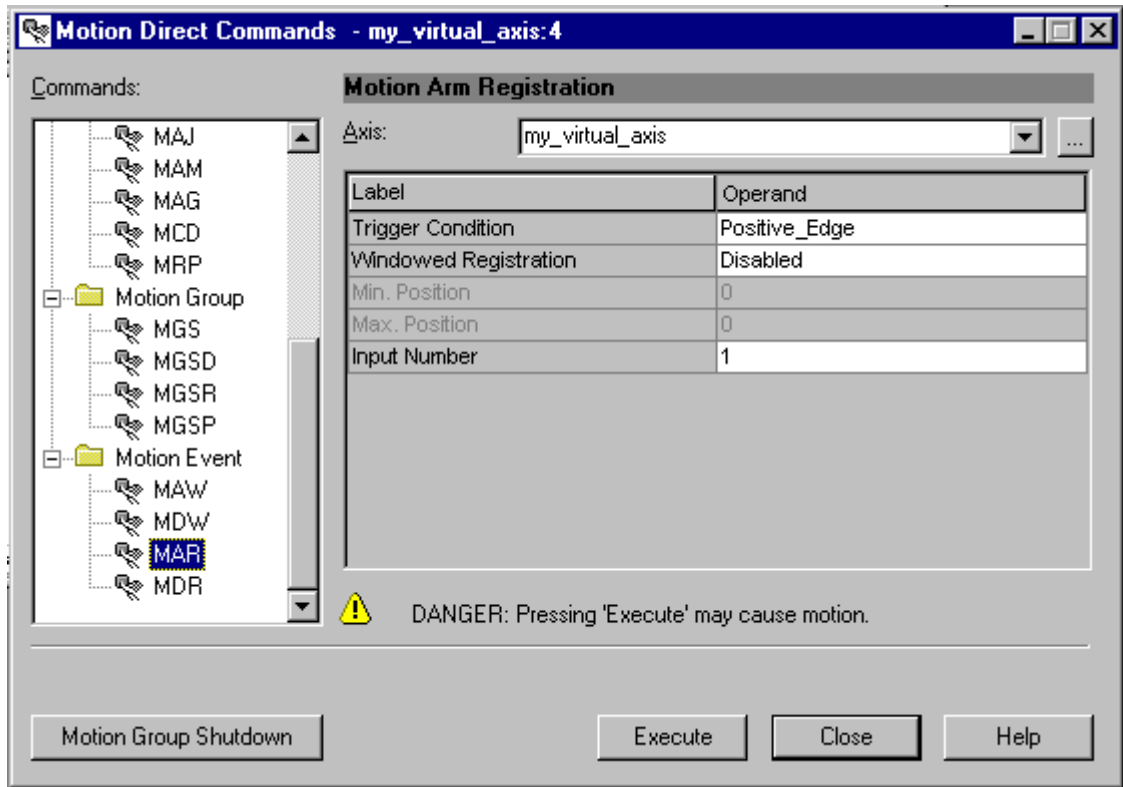 Motion Direct Commands - my_virtual_axis:4
Commands:
MAJ
MAM
MAG
MCD
MRP
Motion Group
MGS
MGSD
MGSR
MGSP
Motion Event
MAW
MDW
MAR
MDR
Motion Arm Registration
Axis: my_virtual_axis ...
Label Operand
Trigger Condition Positive_Edge
Windowed Registration Disabled
Min. Position 0
Max. Position 0
Input Number 1
DANGER: Pressing 'Execute' may cause motion.
Motion Group Shutdown Execute Close Help